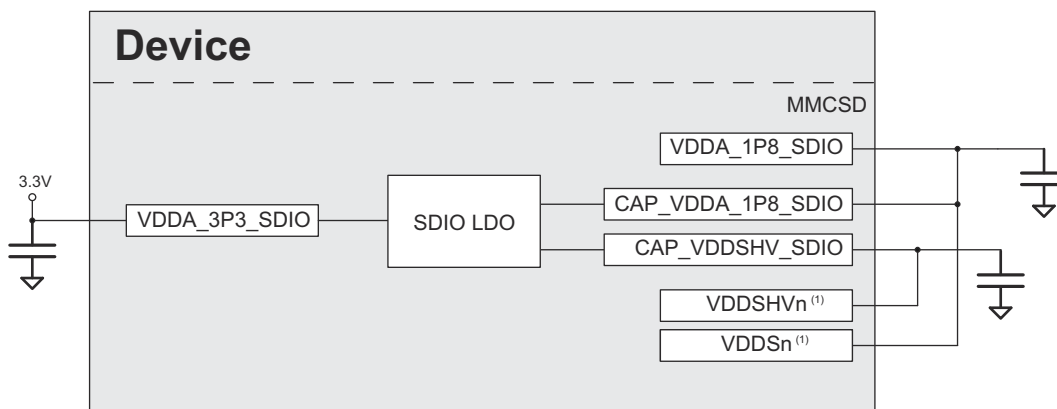 Device
MMCSD
VDDA_1P8_SDIO
3.3V
VDDA_3P3_SDIO
SDIO LDO
CAP_VDDA_1P8_SDIO
CAP_VDDSHV_SDIO
VDDSHVn (1)
VDDSn (1)